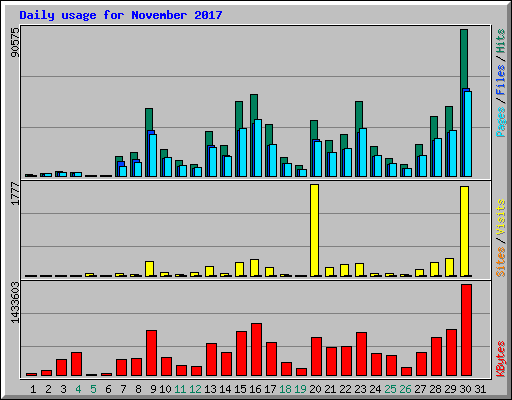 Daily usage for November 2017
90575
Pages / Files / Hits
1777
Sites / Visits
1433603
KBytes
1 2 3 4 5 6 7 8 9 10 11 12 13 14 15 16 17 18 19 20 21 22 23 24 25 26 27 28 29 30 31